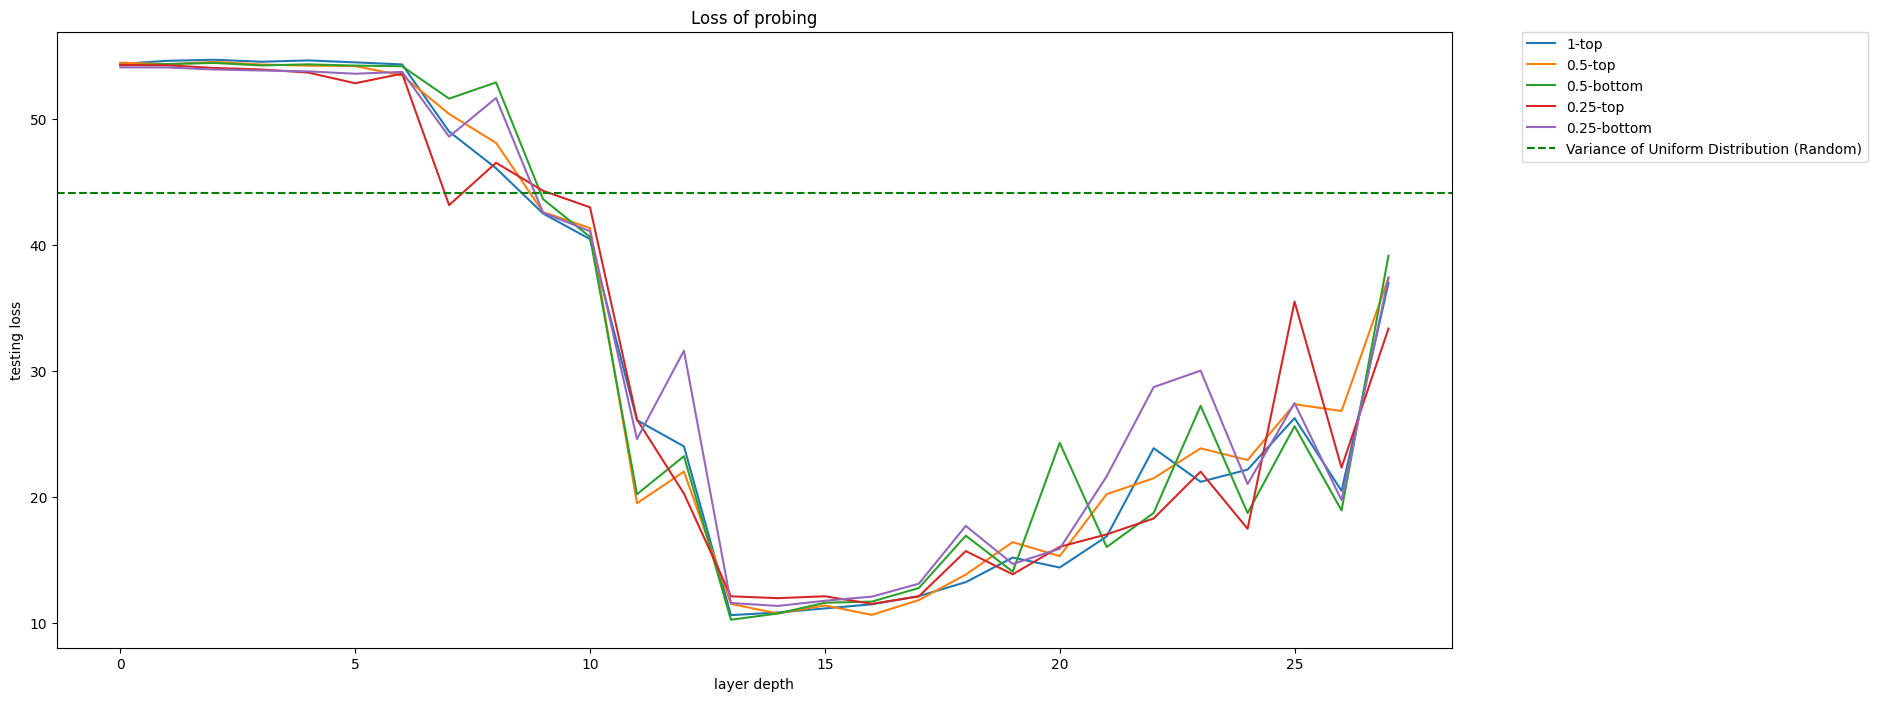 Loss of probing
1-top
0.5-top
0.5-bottom
0.25-top
0.25-bottom
Variance of Uniform Distribution (Random)
testing loss
50
40
30
20
10
0
5
10
15
20
25
layer depth